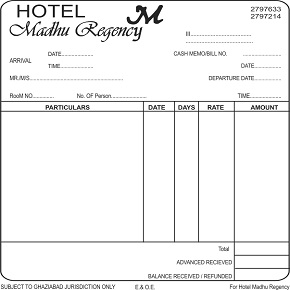 HOTEL
M
Madhu Regency
2797633
2797214
DATE............
CASH MEMO/BILL NO. ............
ARRIVAL
TIME............
DATE............
MR./M/S............
DEPARTURE DATE............
RooM NO............ No. OF Person............ TIME............
PARTICULARS DATE DAYS RATE AMOUNT
Total
ADVANCED RECIEVED
BALANCE RECEIVED / REFUNDED
SUBJECT TO GHAZIABAD JURISDICTION ONLY E.& O.E. For Hotel Madhu Regency